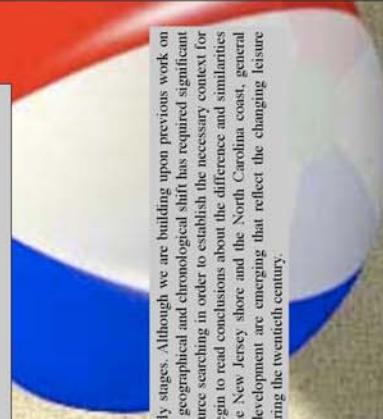 ly stages. Although we are building upon previous work on
geographical and chronological shift has required significant
urce searching in order to establish the necessary context for
egin to read conclusions about the difference and similarities
e New Jersey shore and the North Carolina coast, general
evelopment are emerging that reflect the changing leisure
ring the twentieth century.